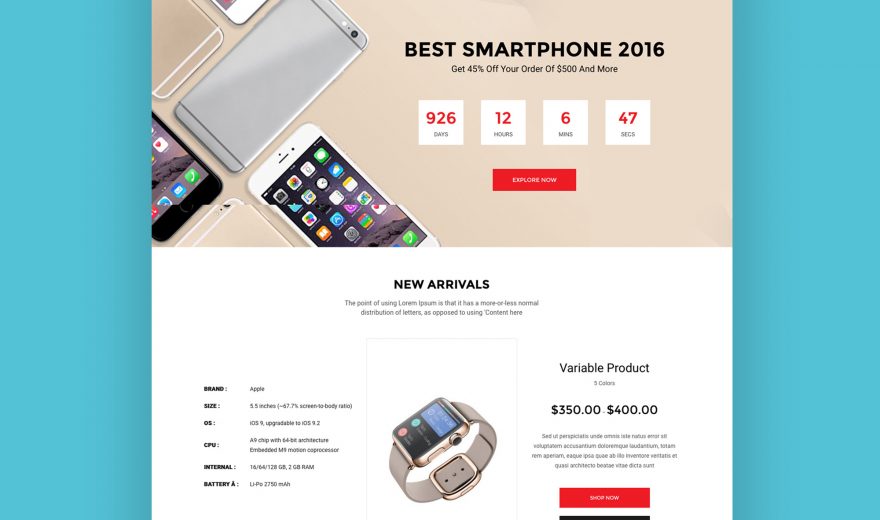 BEST SMARTPHONE 2016
Get 45% Off Your Order Of $500 And More
926 12 6 47
DAYS HOURS MINS SECS
EXPLORE NOW
NEW ARRIVALS
The point of using Lorem Ipsum is that it has a more-or-less normal
distribution of letters, as opposed to using 'Content here
BRAND : Apple
SIZE : 5.5 inches (~67.7% screen-to-body ratio)
OS : iOS 9, upgradable to iOS 9.2
CPU : A9 chip with 64-bit architecture
Embedded M9 motion coprocessor
INTERNAL : 16/64/128 GB, 2 GB RAM
BATTERY Â : Li-Po 2750 mAh
Variable Product
5 Colors
$350.00 - $400.00
Sed ut perspiciatis unde omnis iste natus error sit
voluptatem accusantium doloremque laudantium, totam
rem aperiam, eaque ipsa quae ab illo inventore veritatis et
quasi architecto beatae vitae dicta sunt
SHOP NOW